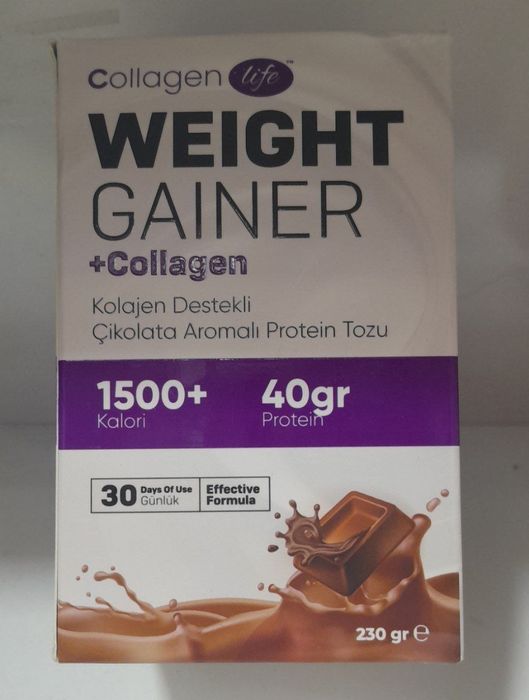 Collagen life™
WEIGHT
GAINER
+Collagen
Kolajen Destekli
Çikolata Aromalı Protein Tozu
1500+ 40gr
Kalori Protein
30 Days Of Use Effective
Günlük Formula
230 gr ℮